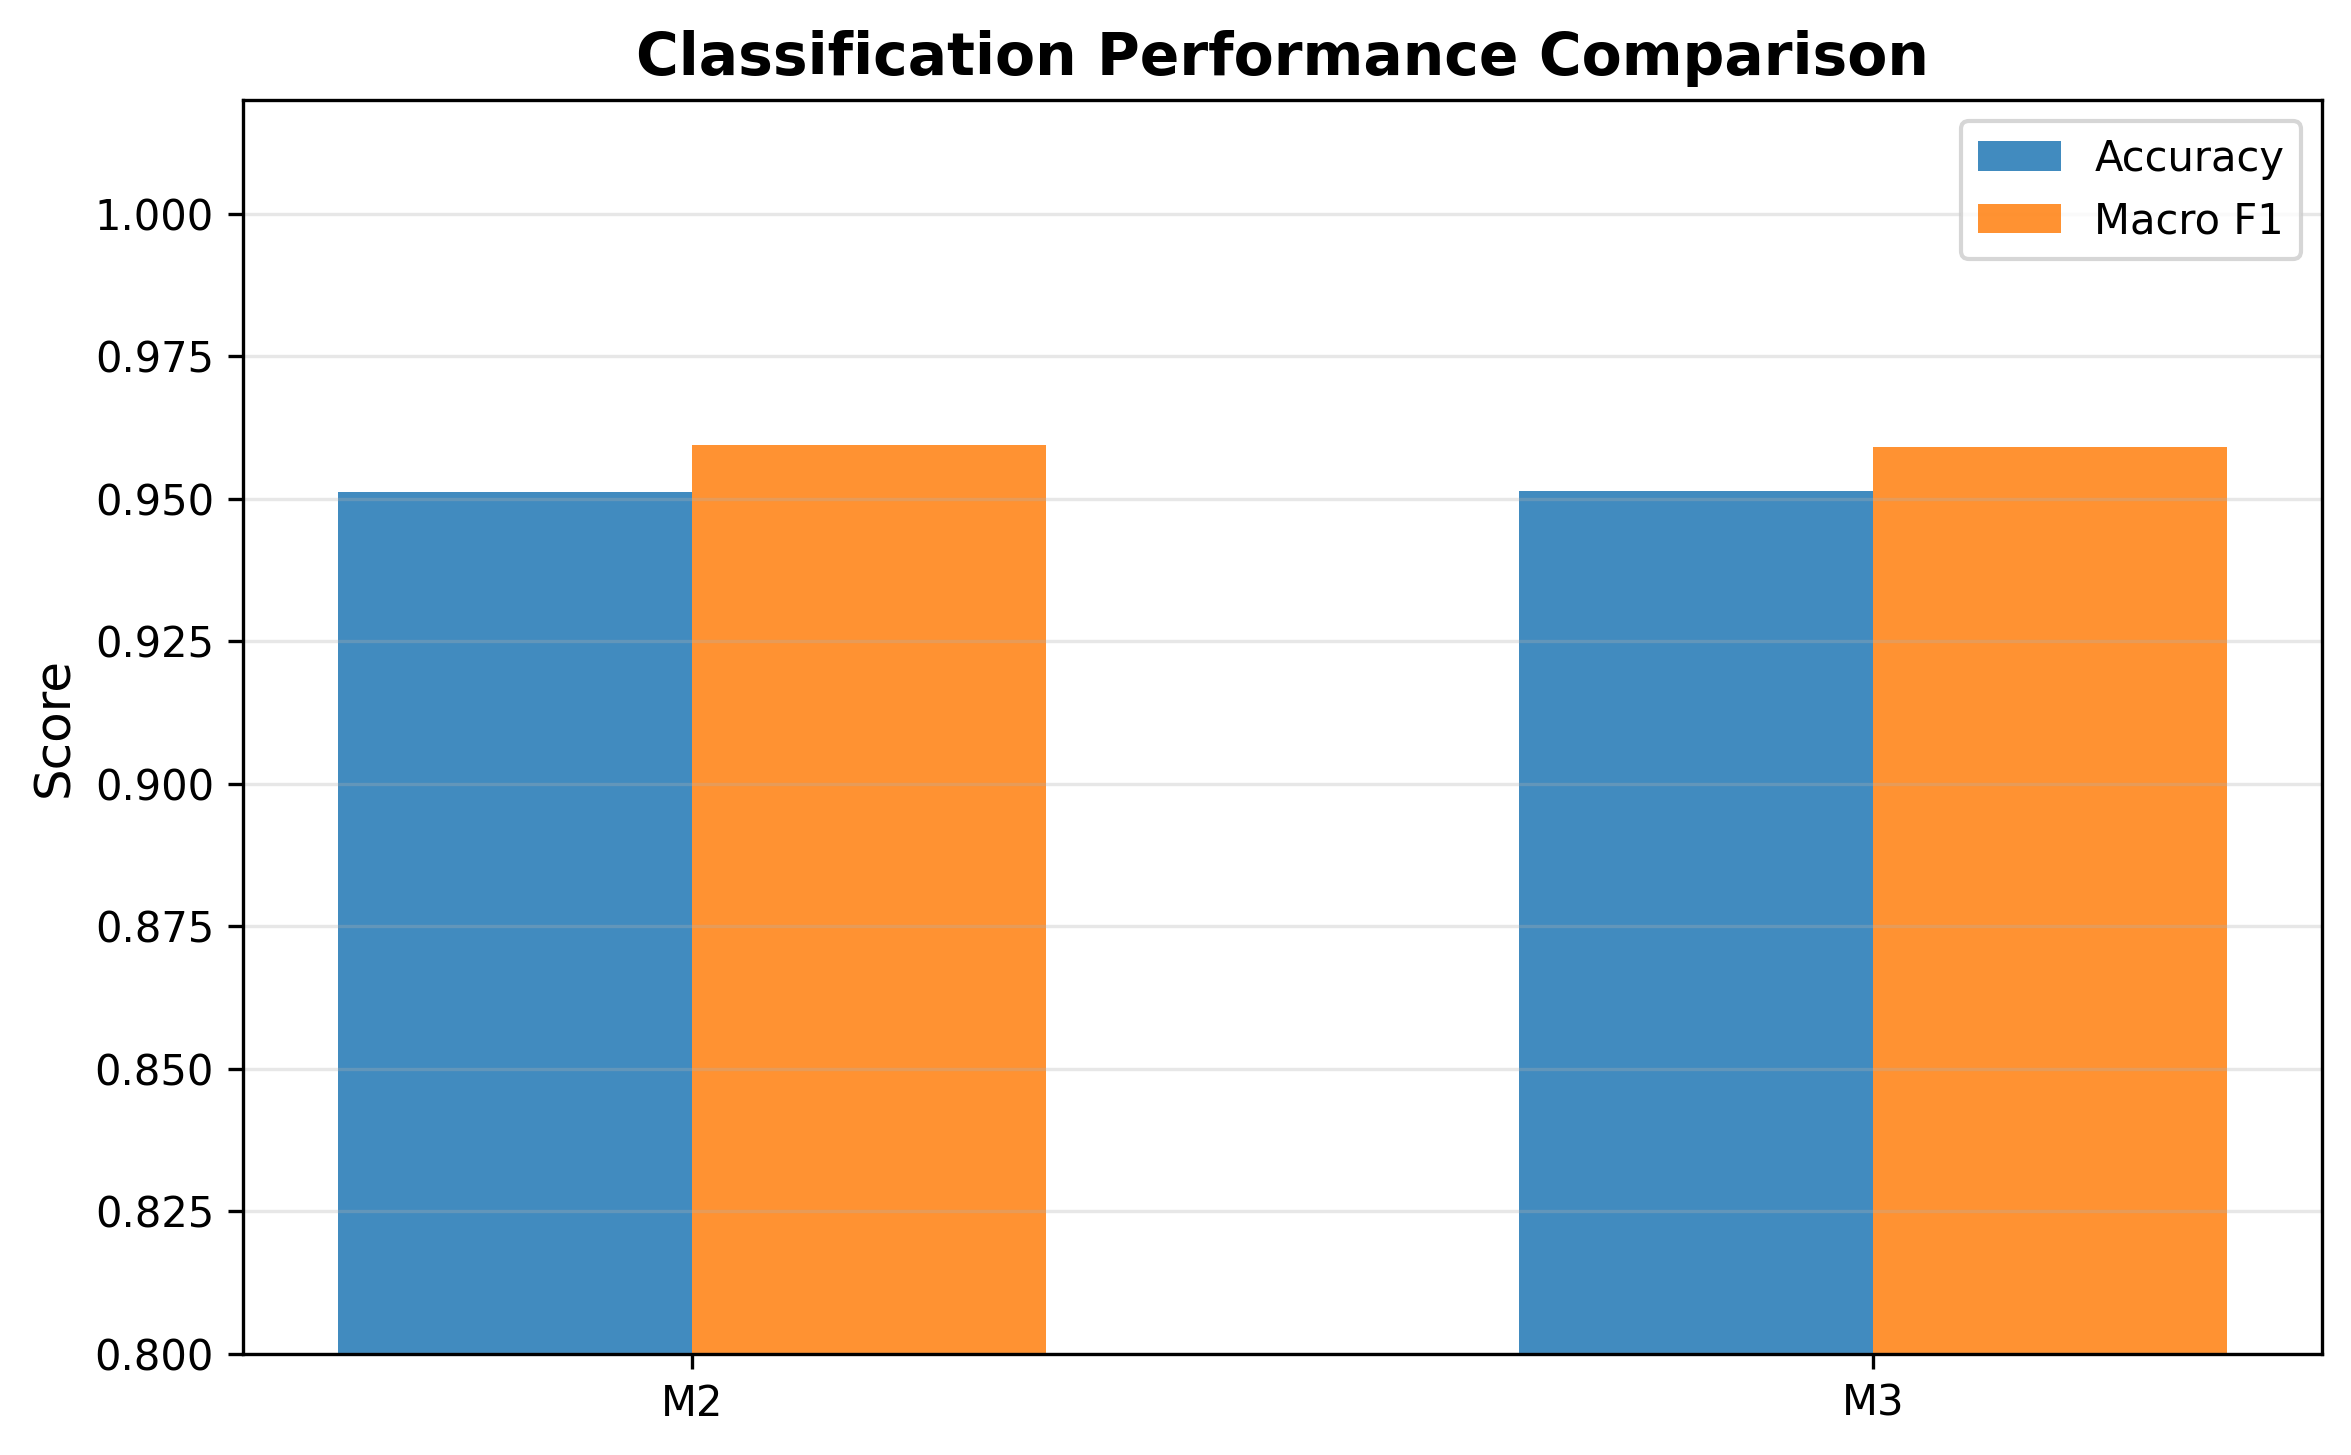 Classification Performance Comparison
Accuracy
Macro F1
Score
1.000
0.975
0.950
0.925
0.900
0.875
0.850
0.825
0.800
M2
M3